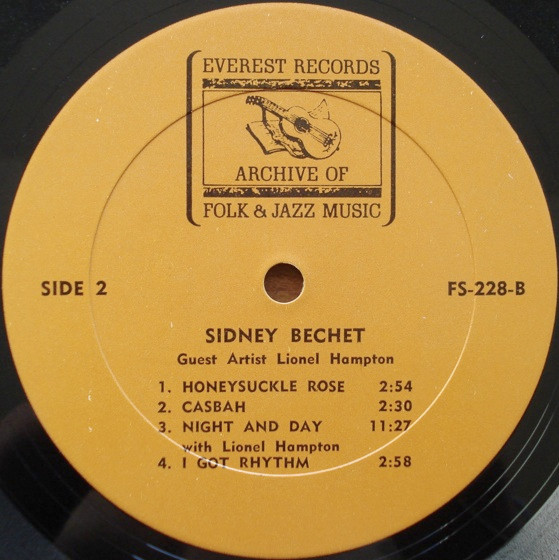 EVEREST RECORDS
ARCHIVE OF
FOLK & JAZZ MUSIC
SIDE 2
FS-228-B
SIDNEY BECHET
Guest Artist Lionel Hampton
1. HONEYSUCKLE ROSE 2:54
2. CASBAH 2:30
3. NIGHT AND DAY 11:27
with Lionel Hampton
4. I GOT RHYTHM 2:58